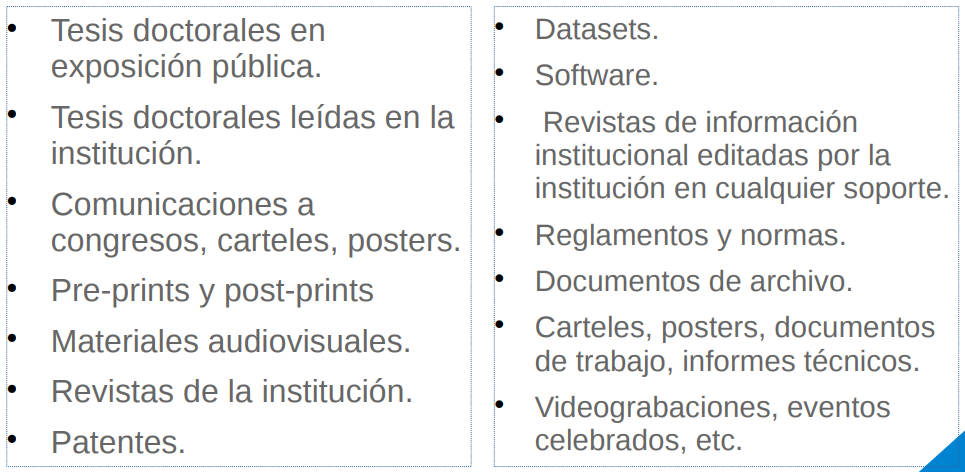 • Tesis doctorales en
exposición pública.
• Tesis doctorales leídas en la
institución.
• Comunicaciones a
congresos, carteles, posters.
• Pre-prints y post-prints
• Materiales audiovisuales.
• Revistas de la institución.
• Patentes.
• Datasets.
• Software.
• Revistas de información
institucional editadas por la
institución en cualquier soporte.
• Reglamentos y normas.
• Documentos de archivo.
• Carteles, posters, documentos
de trabajo, informes técnicos.
• Videograbaciones, eventos
celebrados, etc.